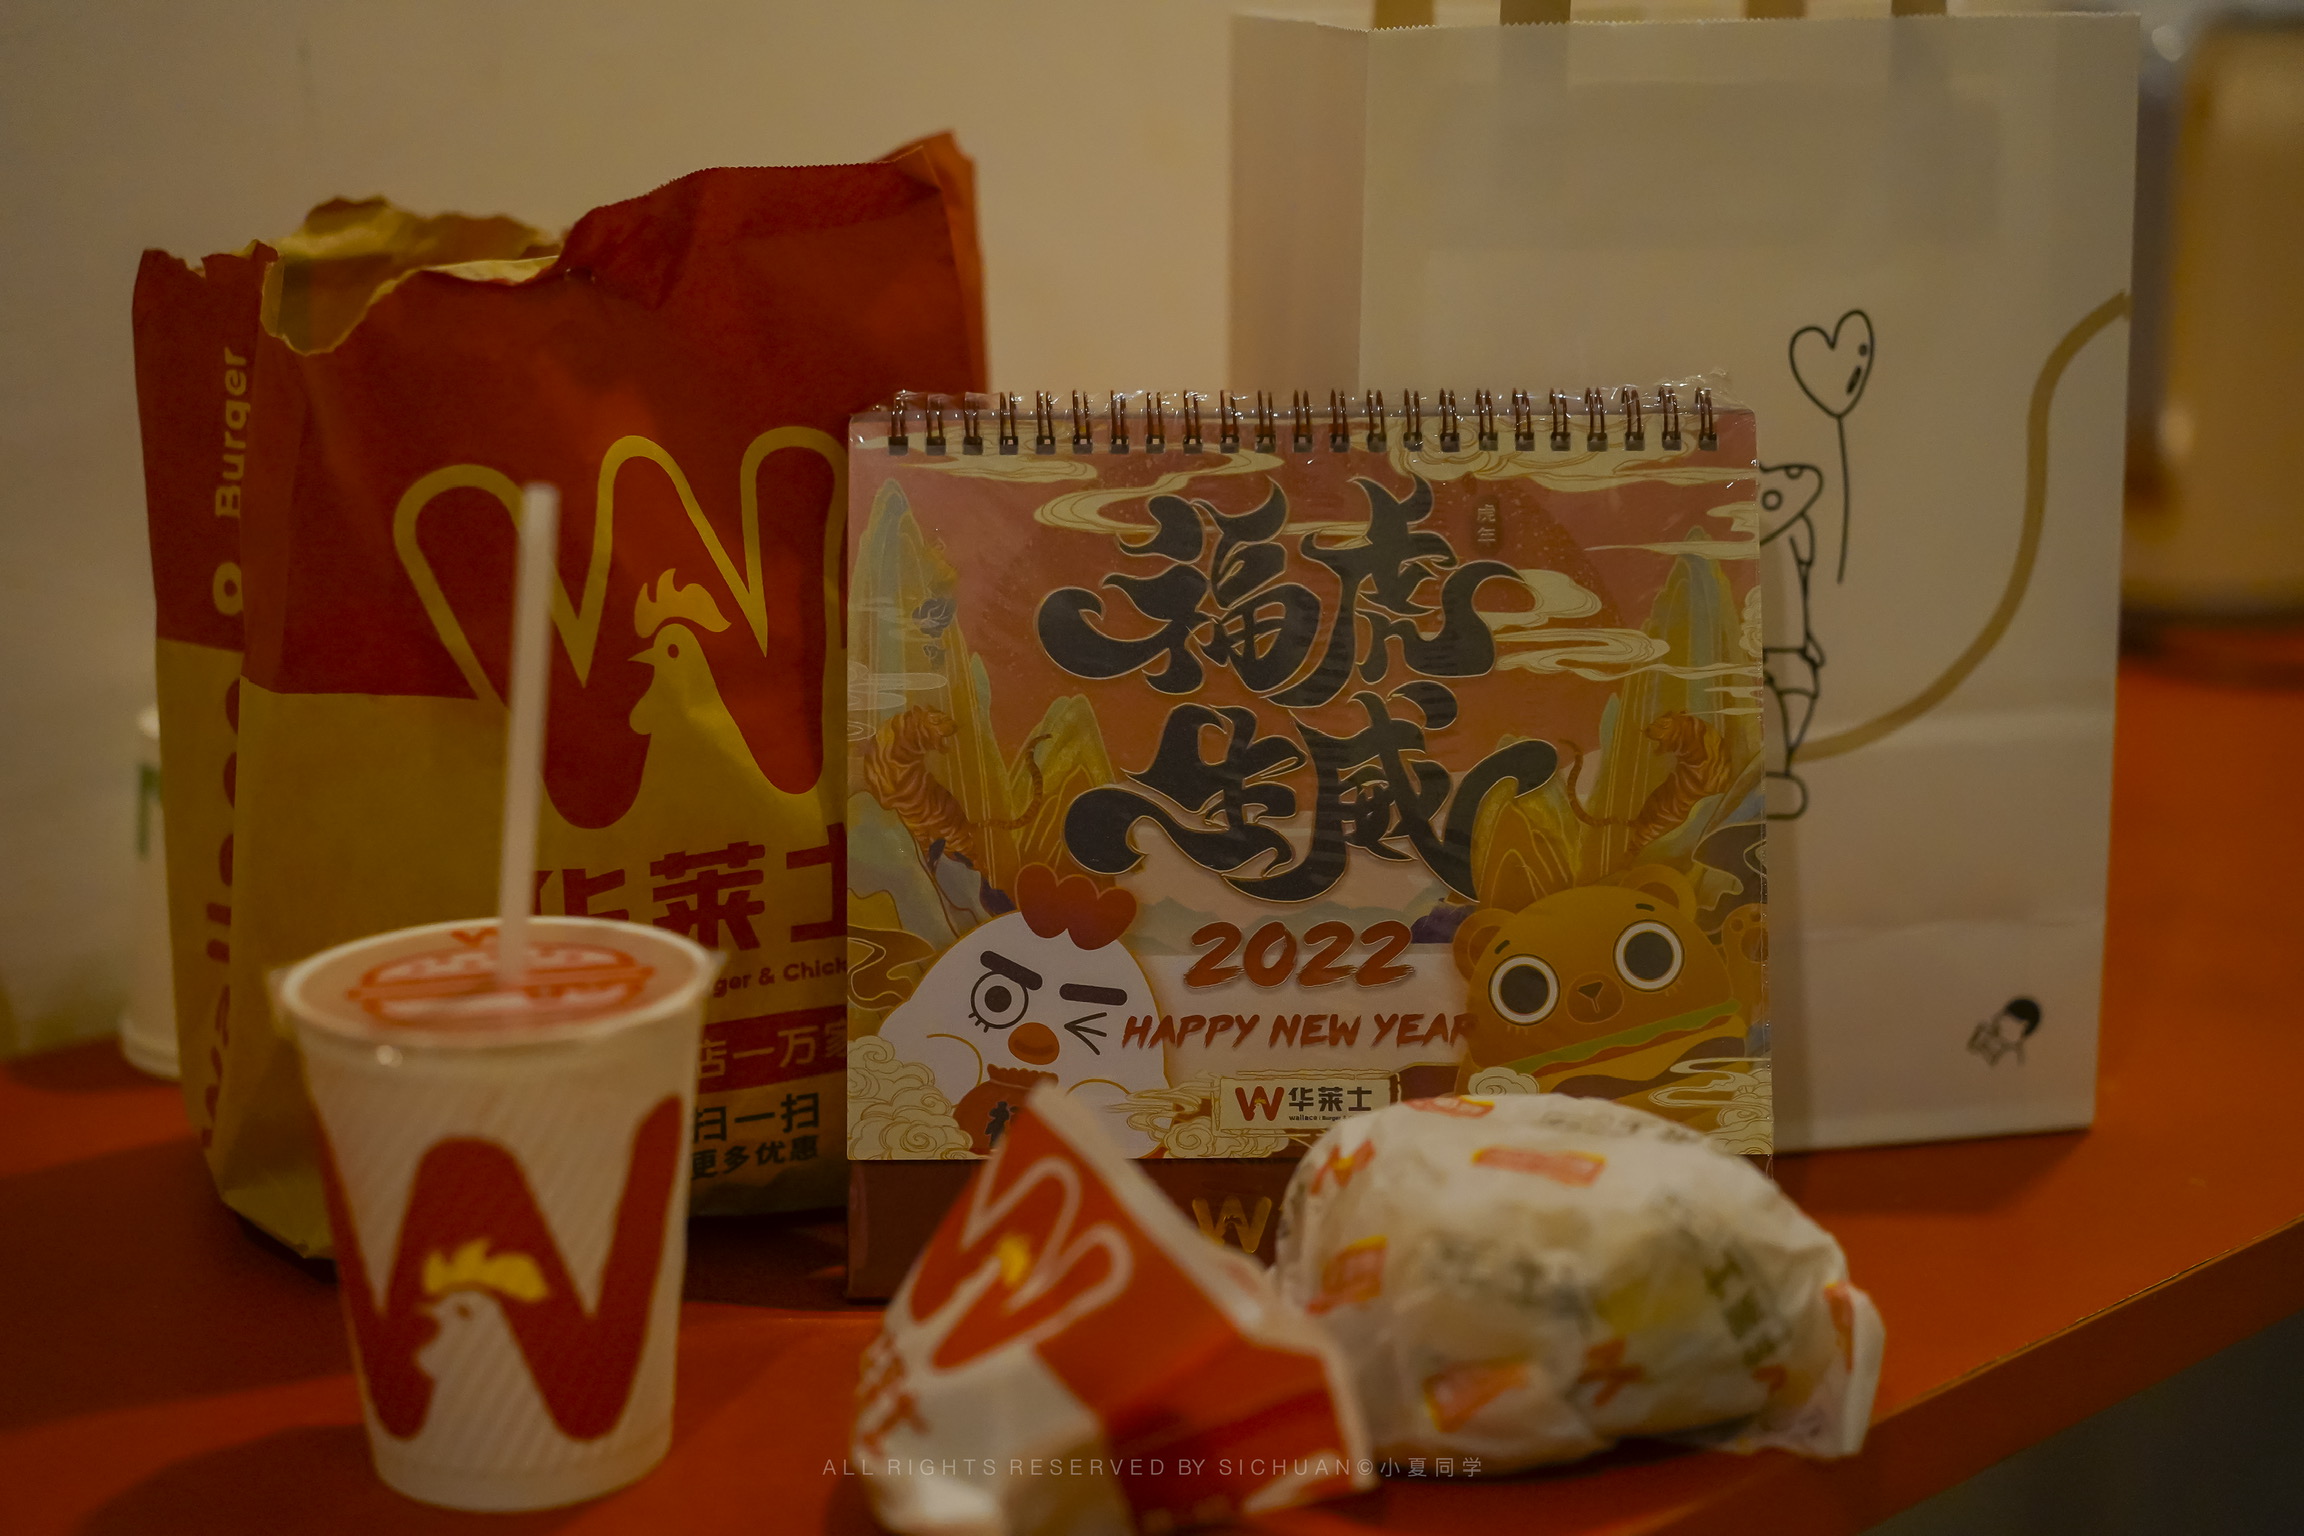 Burger
华莱士
ger & Chick
店一万家
扫一扫
更多优惠
福虎
生威
虎年
2022
HAPPY NEW YEAR
W华莱士
ALL RIGHTS RESERVED BY SICHUAN©小夏同学